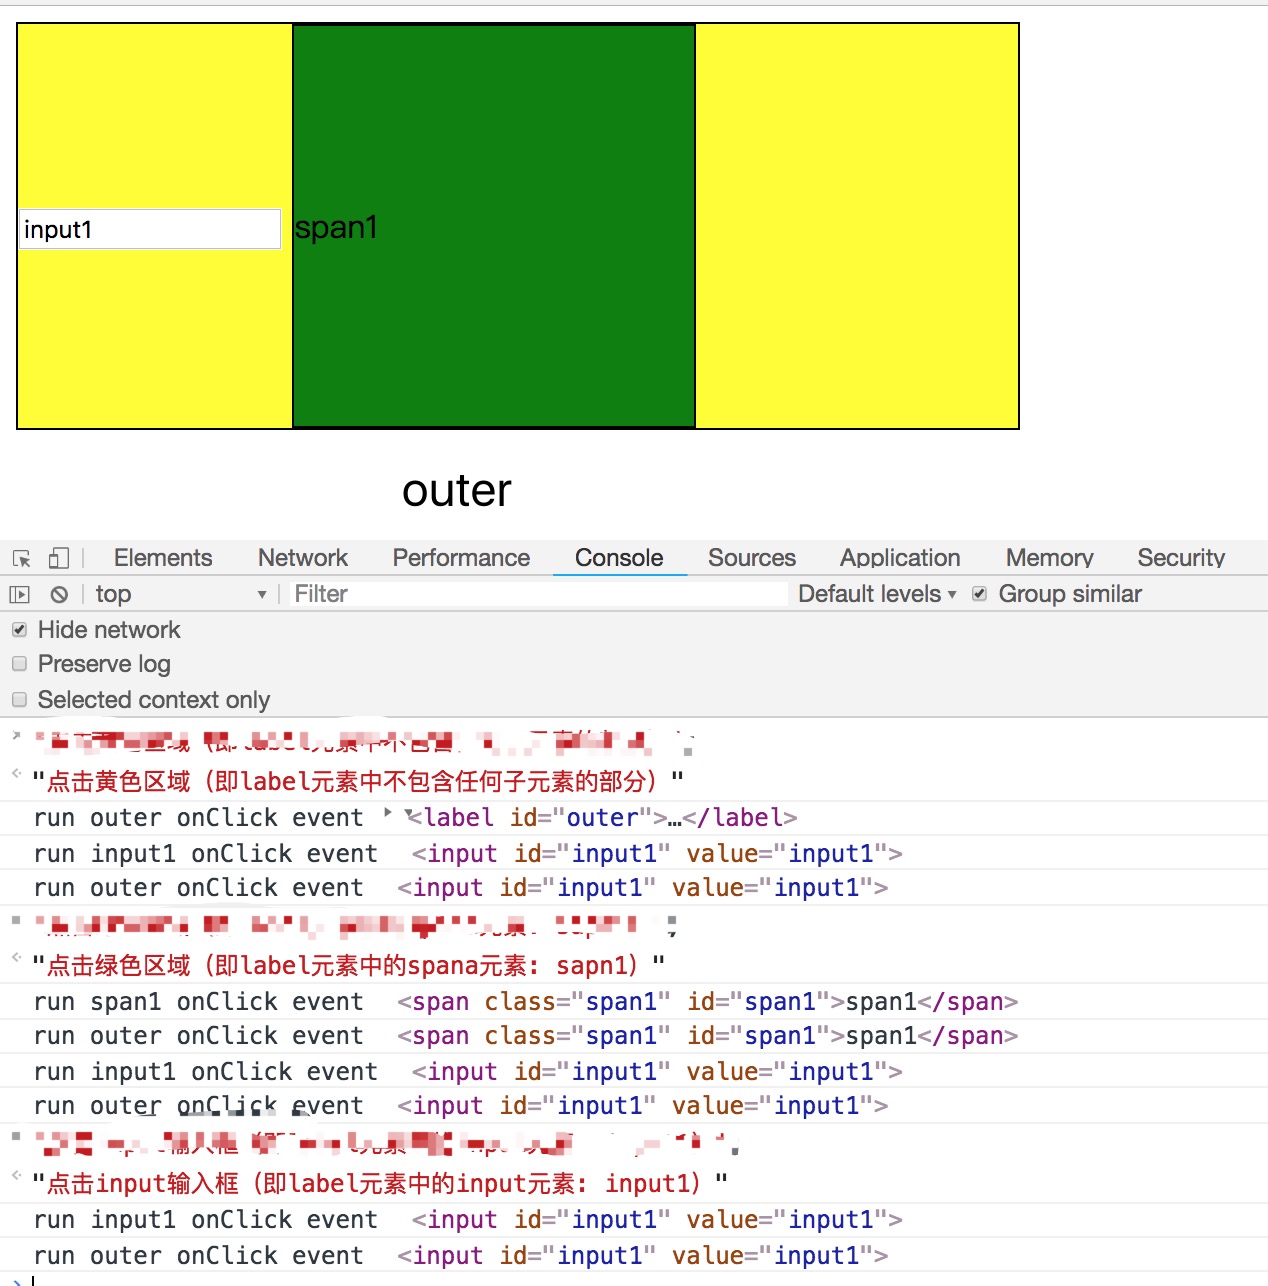 input1
span1
outer
Elements Network Performance Console Sources Application Memory Security
top Filter Default levels Group similar
Hide network
Preserve log
Selected context only
"点击黄色区域（即label元素中不包含任何子元素的部分）"
run outer onClick event <label id="outer">…</label>
run input1 onClick event <input id="input1" value="input1">
run outer onClick event <input id="input1" value="input1">
"点击绿色区域（即label元素中的spana元素: sapn1）"
run span1 onClick event <span class="span1" id="span1">span1</span>
run outer onClick event <span class="span1" id="span1">span1</span>
run input1 onClick event <input id="input1" value="input1">
run outer onClick event <input id="input1" value="input1">
"点击input输入框（即label元素中的input元素: input1）"
run input1 onClick event <input id="input1" value="input1">
run outer onClick event <input id="input1" value="input1">